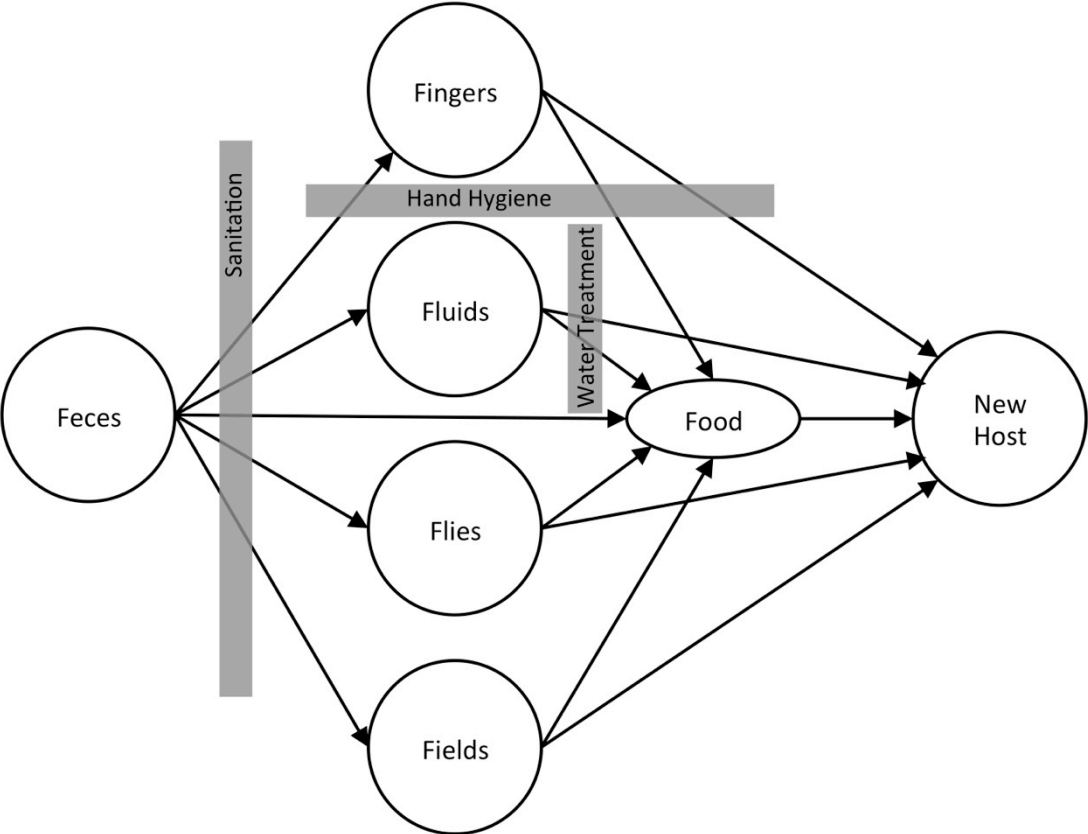 Fingers
Hand Hygiene
Sanitation
Fluids
Water Treatment
Feces
Food
New
Host
Flies
Fields